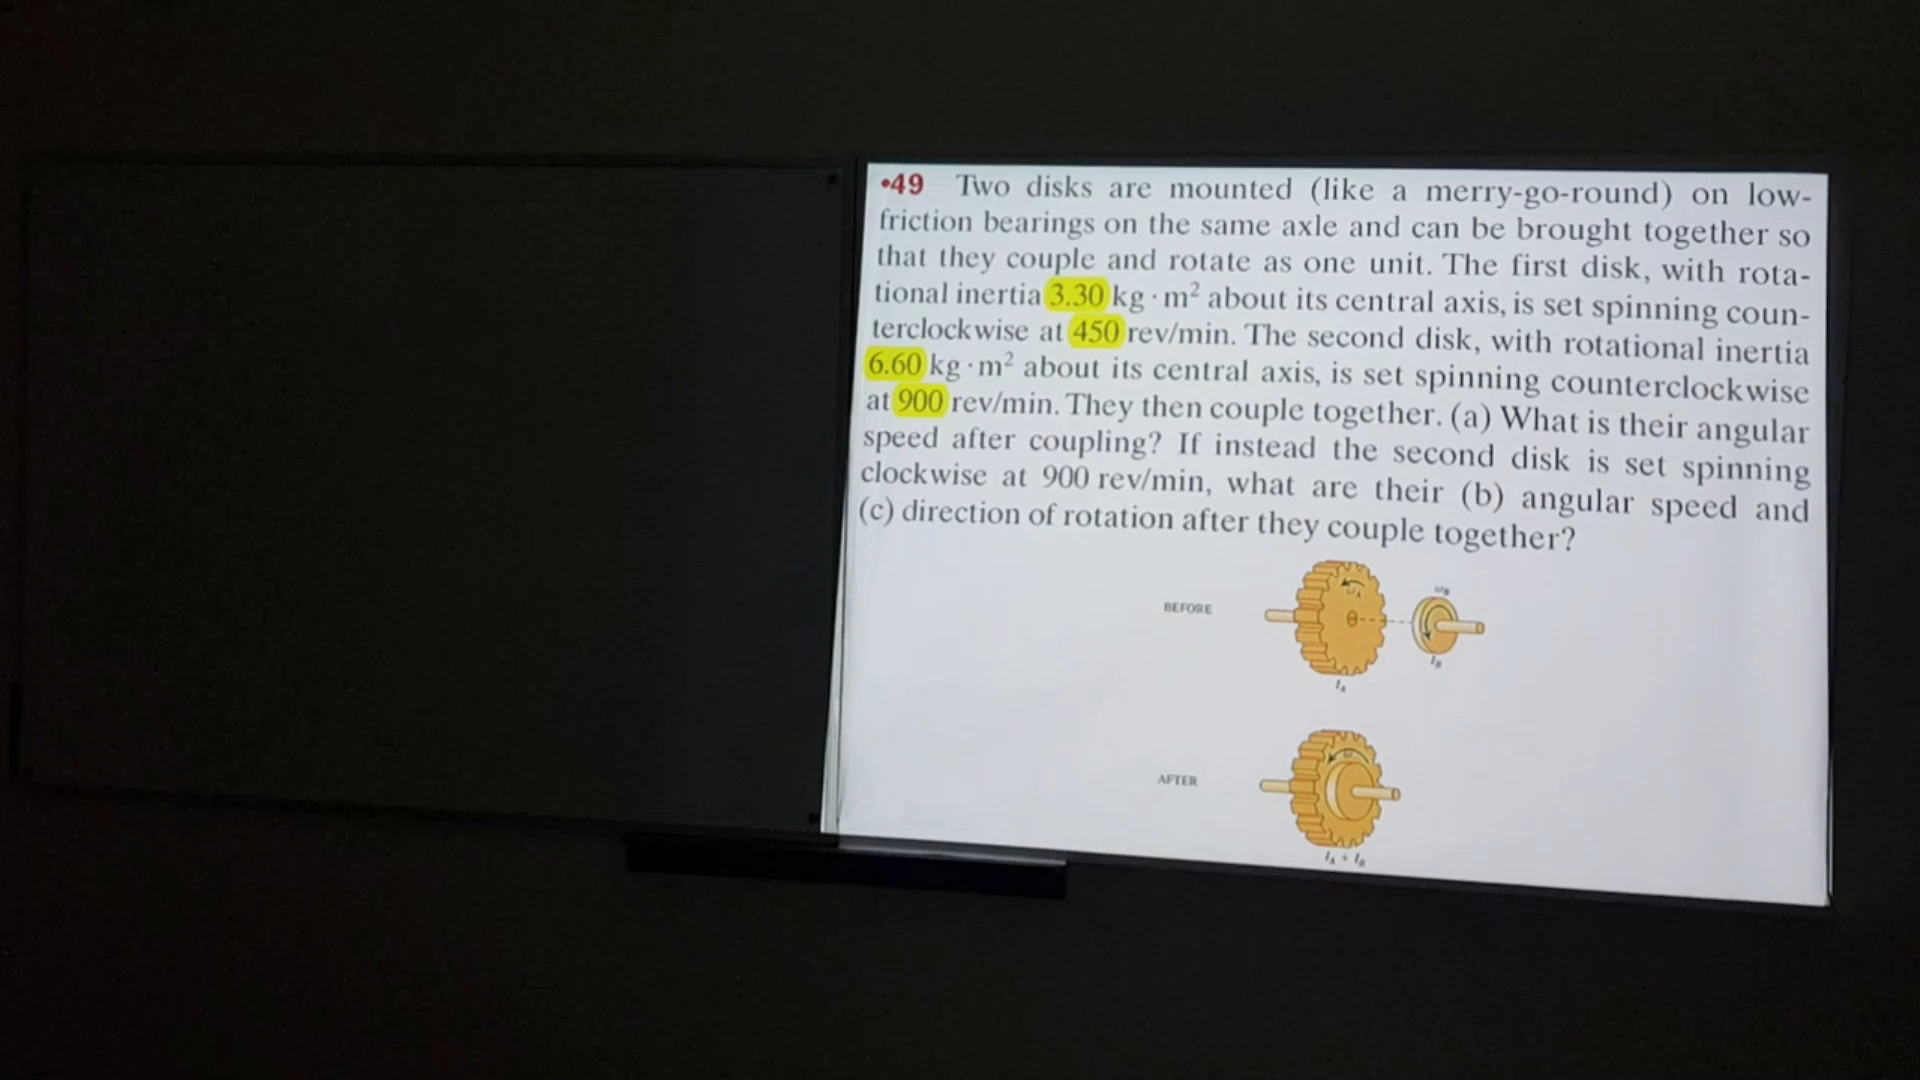 •49 Two disks are mounted (like a merry-go-round) on low-
friction bearings on the same axle and can be brought together so
that they couple and rotate as one unit. The first disk, with rota-
tional inertia 3.30 kg · m² about its central axis, is set spinning coun-
terclockwise at 450 rev/min. The second disk, with rotational inertia
6.60 kg · m² about its central axis, is set spinning counterclockwise
at 900 rev/min. They then couple together. (a) What is their angular
speed after coupling? If instead the second disk is set spinning
clockwise at 900 rev/min, what are their (b) angular speed and
(c) direction of rotation after they couple together?
BEFORE
ω_A
ω_B
I_B
I_A
AFTER
I_A + I_B